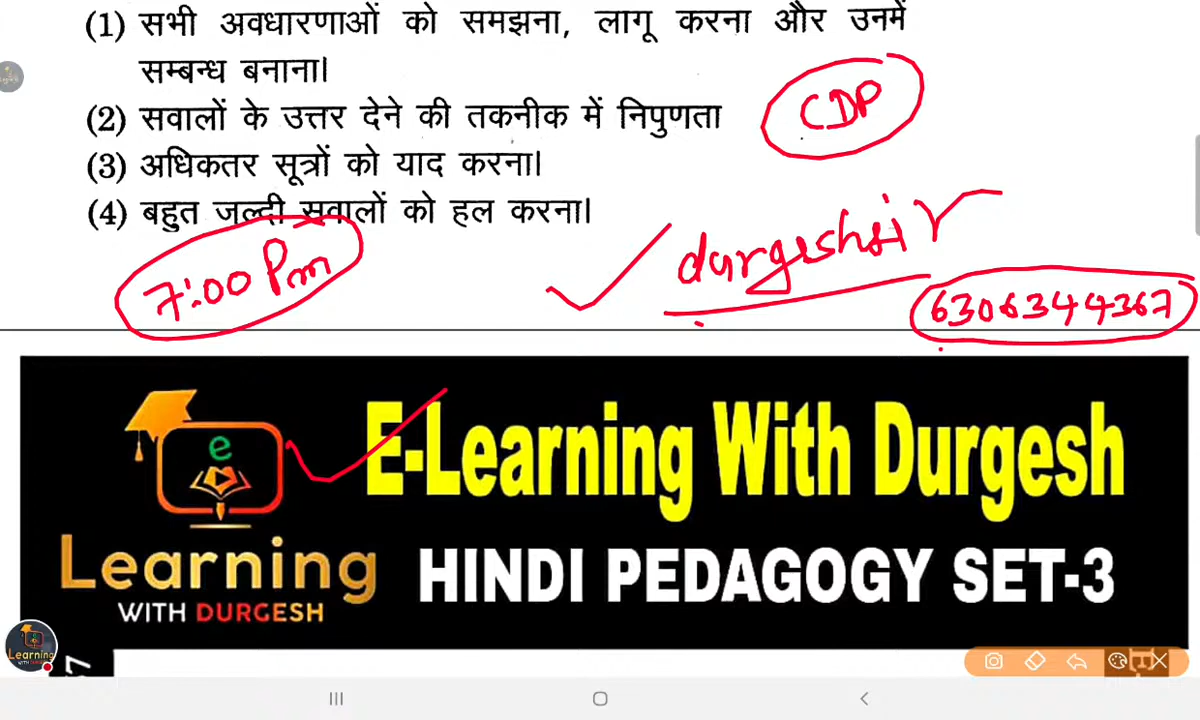 (1) सभी अवधारणाओं को समझना, लागू करना और उनमें
सम्बन्ध बनाना।
(2) सवालों के उत्तर देने की तकनीक में निपुणता
CDP
(3) अधिकतर सूत्रों को याद करना।
(4) बहुत जल्दी सवालों को हल करना।
durgeshsir
7:00 Pm
6306344367
e
E-Learning With Durgesh
Learning
WITH DURGESH
HINDI PEDAGOGY SET-3
Learning